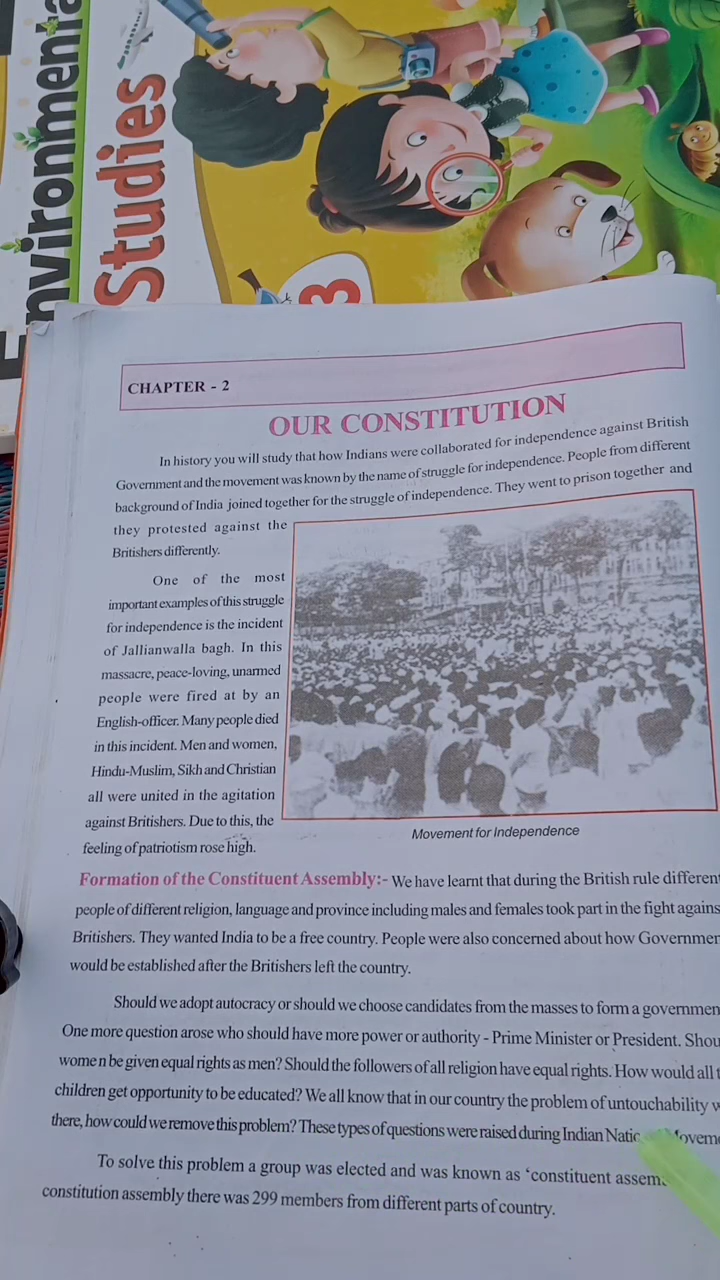 Environmenta
Studies
3
CHAPTER - 2
OUR CONSTITUTION
In history you will study that how Indians were collaborated for independence against British
Government and the movement was known by the name of struggle for independence. People from different
background of India joined together for the struggle of independence. They went to prison together and
they protested against the
Britishers differently.
One of the most
important examples of this struggle
for independence is the incident
of Jallianwalla bagh. In this
massacre, peace-loving, unarmed
people were fired at by an
English-officer. Many people died
in this incident. Men and women,
Hindu-Muslim, Sikh and Christian
all were united in the agitation
against Britishers. Due to this, the
feeling of patriotism rose high.
Movement for Independence
Formation of the Constituent Assembly:- We have learnt that during the British rule different
people of different religion, language and province including males and females took part in the fight agains
Britishers. They wanted India to be a free country. People were also concerned about how Governmen
would be established after the Britishers left the country.
Should we adopt autocracy or should we choose candidates from the masses to form a governmen
One more question arose who should have more power or authority - Prime Minister or President. Shou
women be given equal rights as men? Should the followers of all religion have equal rights. How would all t
children get opportunity to be educated? We all know that in our country the problem of untouchability w
there, how could we remove this problem? These types of questions were raised during Indian Natio
To solve this problem a group was elected and was known as 'constituent assem
constitution assembly there was 299 members from different parts of country.